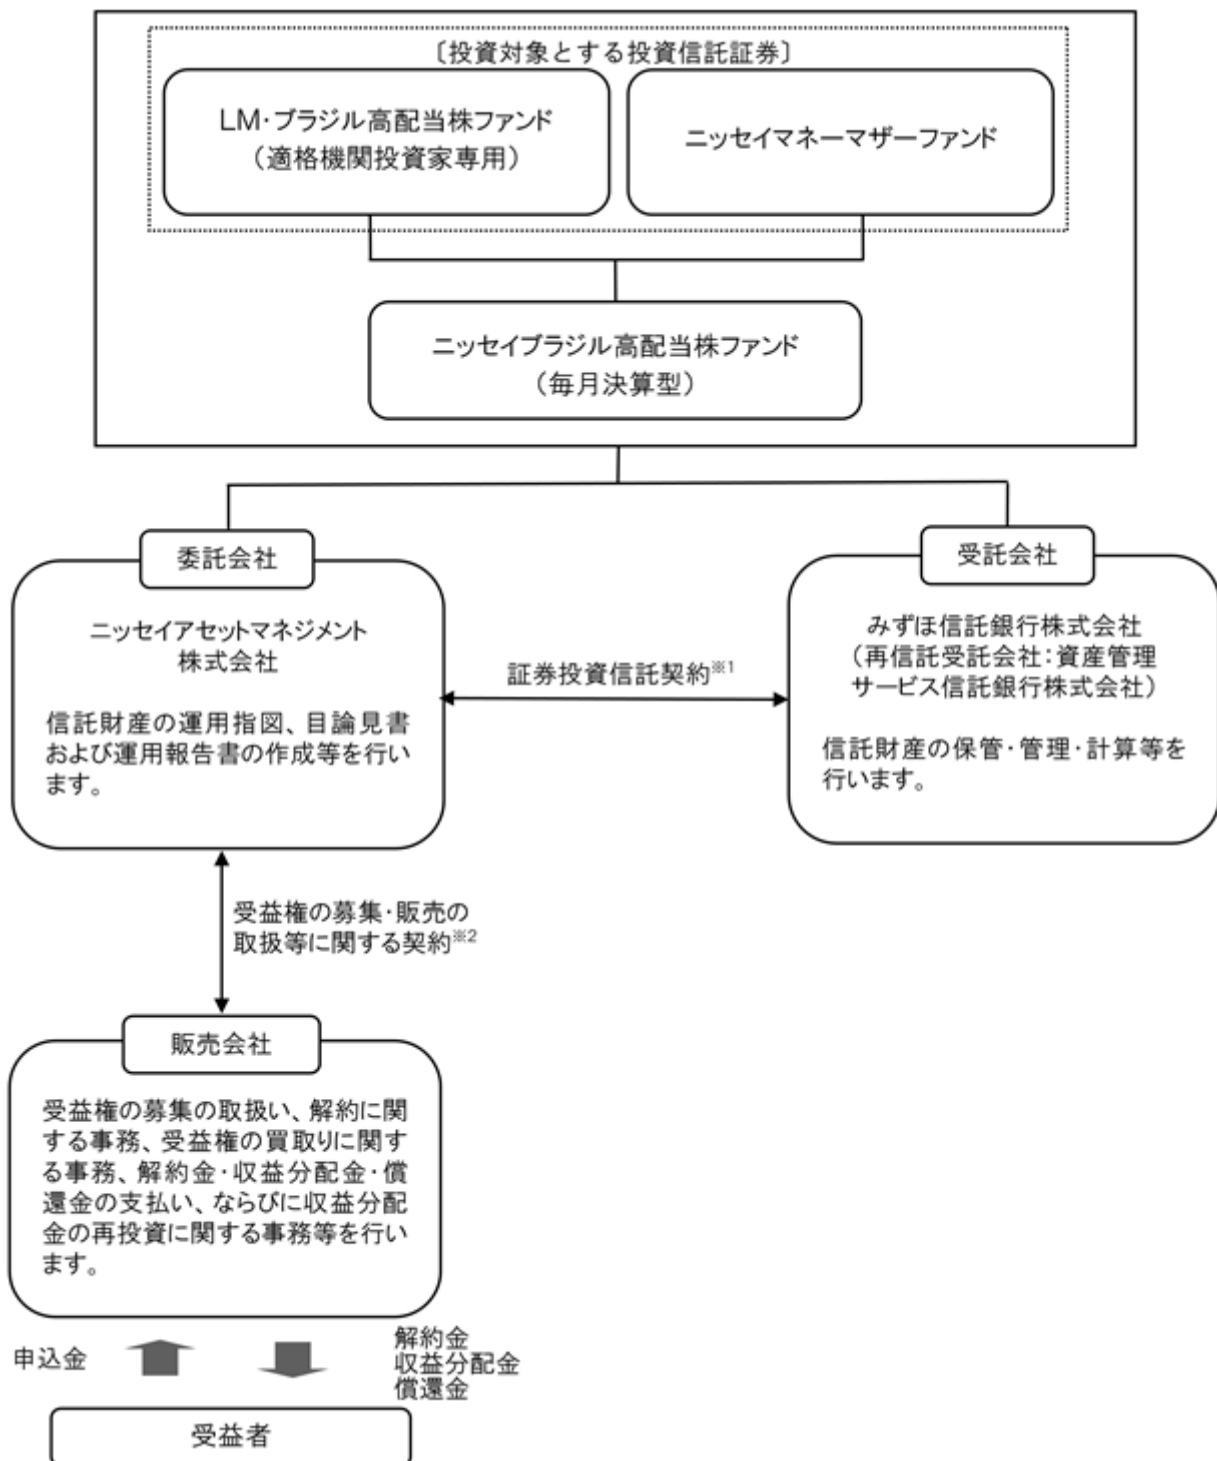 〔投資対象とする投資信託証券〕
LM・ブラジル高配当株ファンド
（適格機関投資家専用）
ニッセイマネーマザーファンド
ニッセイブラジル高配当株ファンド
（毎月決算型）
委託会社
ニッセイアセットマネジメント
株式会社
信託財産の運用指図、目論見書
および運用報告書の作成等を行い
ます。
証券投資信託契約※1
受託会社
みずほ信託銀行株式会社
（再信託受託会社：資産管理
サービス信託銀行株式会社）
信託財産の保管・管理・計算等を
行います。
受益権の募集・販売の
取扱等に関する契約※2
販売会社
受益権の募集の取扱い、解約に関
する事務、受益権の買取りに関す
る事務、解約金・収益分配金・償
還金の支払い、ならびに収益分配
金の再投資に関する事務等を行い
ます。
申込金
解約金
収益分配金
償還金
受益者